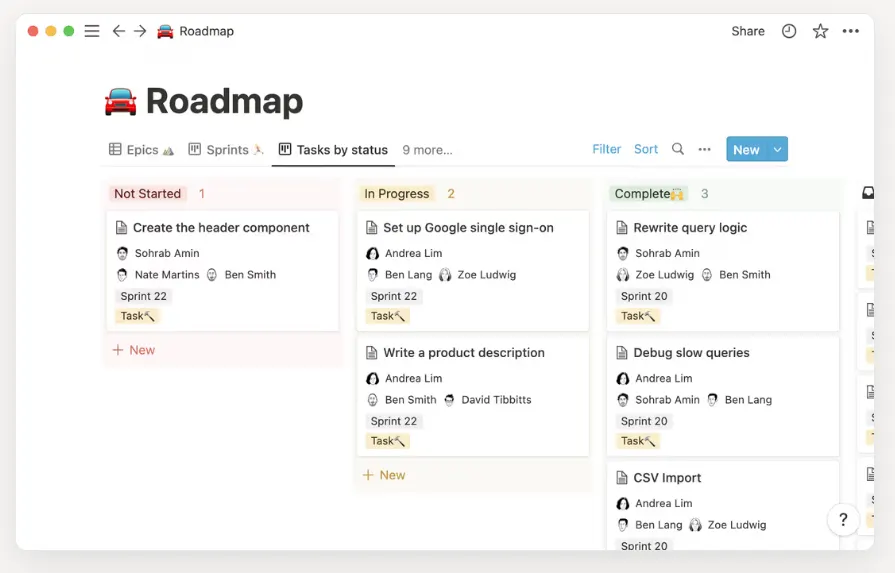 Roadmap
Share
Roadmap
Epics
Sprints
Tasks by status
9 more...
Filter
Sort
New
Not Started 1
Create the header component
Sohrab Amin
Nate Martins Ben Smith
Sprint 22
Task
+ New
In Progress 2
Set up Google single sign-on
Andrea Lim
Ben Lang Zoe Ludwig
Sprint 22
Task
Write a product description
Andrea Lim
Ben Smith David Tibbitts
Sprint 22
Task
+ New
Complete 3
Rewrite query logic
Sohrab Amin
Zoe Ludwig Ben Smith
Sprint 20
Task
Debug slow queries
Andrea Lim
Sohrab Amin Ben Lang
Sprint 20
Task
CSV Import
Andrea Lim
Ben Lang Zoe Ludwig
Sprint 20
?